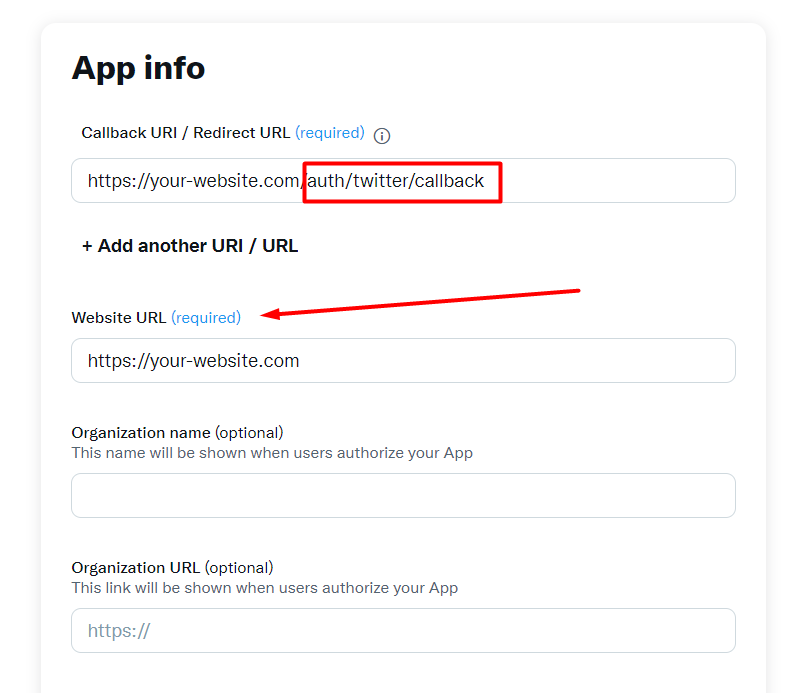 App info
Callback URI / Redirect URL (required)
https://your-website.com/auth/twitter/callback
+ Add another URI / URL
Website URL (required)
https://your-website.com
Organization name (optional)
This name will be shown when users authorize your App
Organization URL (optional)
This link will be shown when users authorize your App
https://